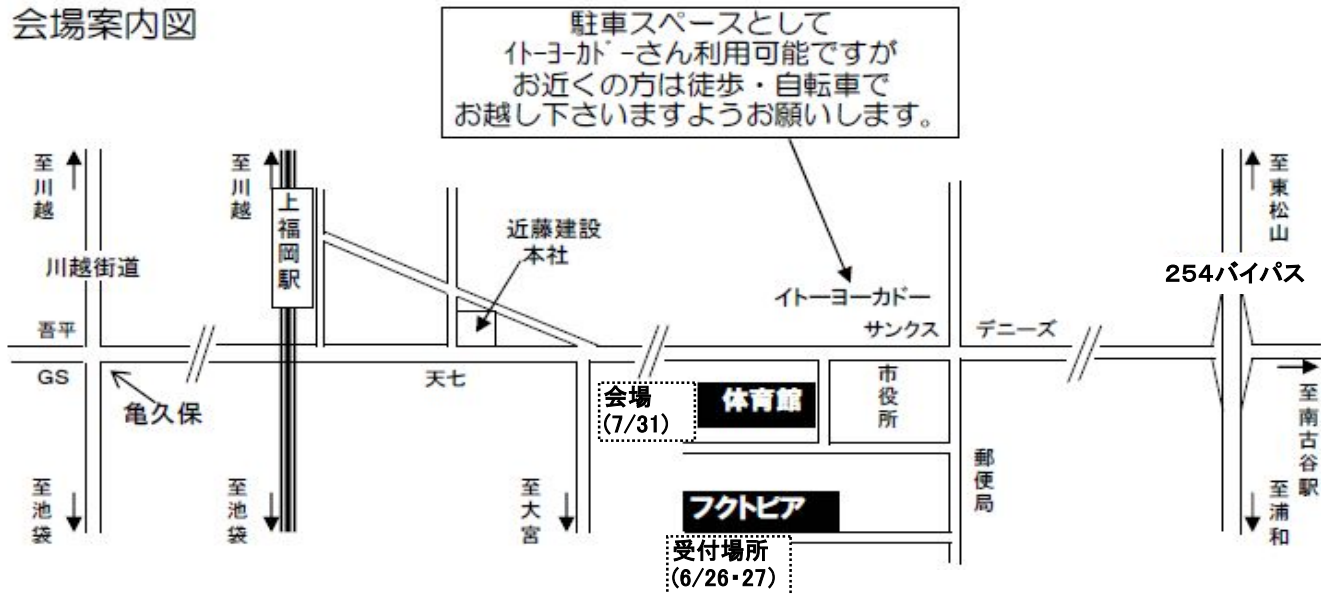 会場案内図
駐車スペースとして
ｲﾄｰﾖｰｶﾄﾞｰさん利用可能ですが
お近くの方は徒歩・自転車で
お越し下さいますようお願いします。
至川越
至川越
至東松山
上福岡駅
近藤建設
本社
川越街道
254バイパス
イトーヨーカドー
吾平
サンクス
デニーズ
GS
天七
亀久保
会場
(7/31)
体育館
市役所
至南古谷駅
郵便局
至池袋
至池袋
至大宮
フクトピア
至浦和
受付場所
(6/26・27)